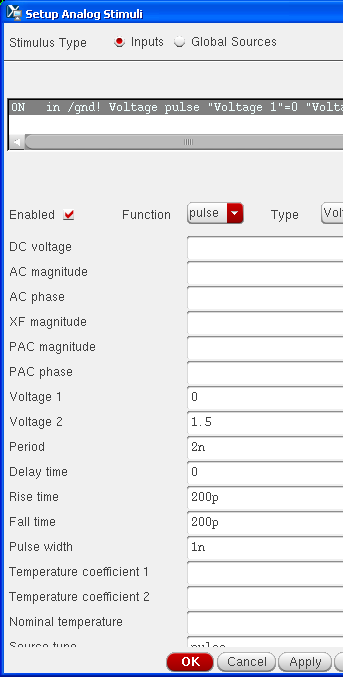 Setup Analog Stimuli
Stimulus Type Inputs Global Sources
ON in /gnd! Voltage pulse "Voltage 1"=0 "Volta
Enabled Function pulse Type Vol
DC voltage
AC magnitude
AC phase
XF magnitude
PAC magnitude
PAC phase
Voltage 1 0
Voltage 2 1.5
Period 2n
Delay time 0
Rise time 200p
Fall time 200p
Pulse width 1n
Temperature coefficient 1
Temperature coefficient 2
Nominal temperature
Source type pulse
OK Cancel Apply